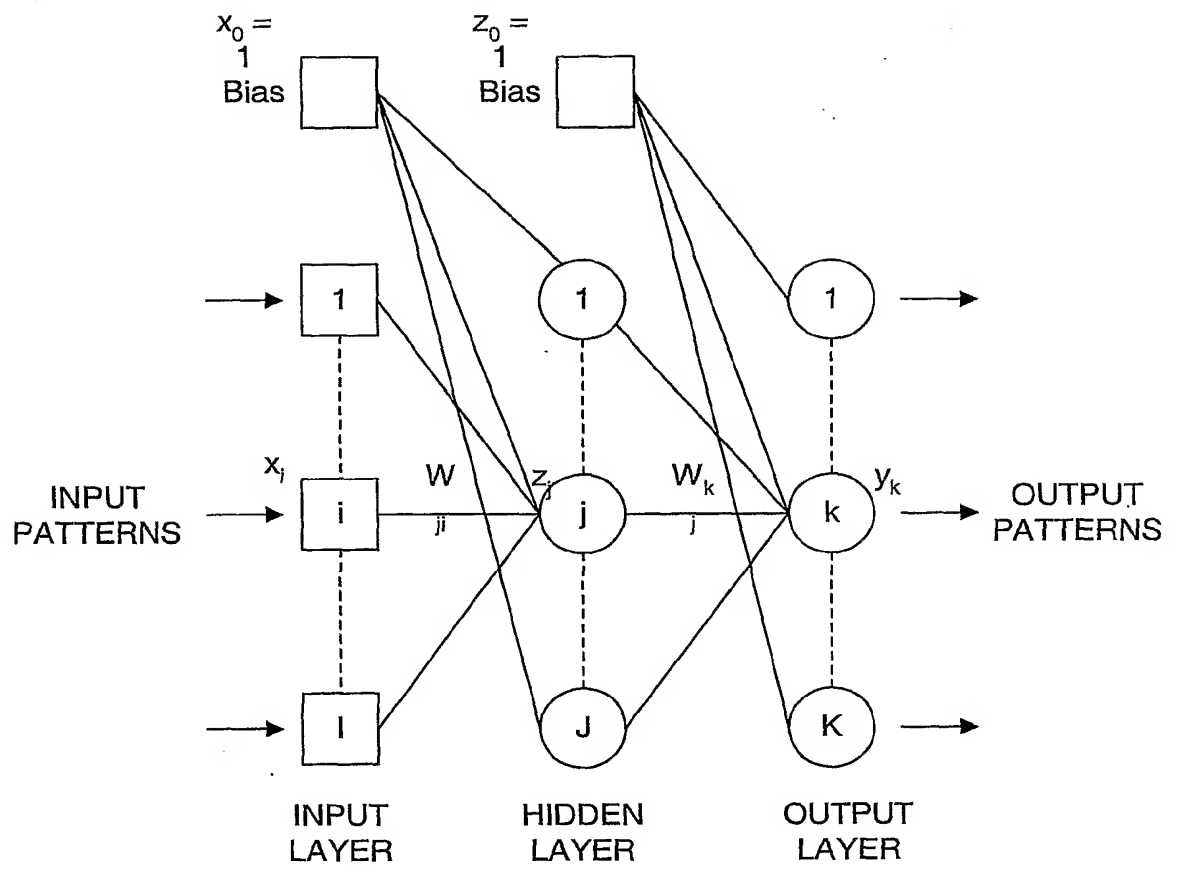 x0 =
1
Bias
z0 =
1
Bias
1
1
1
INPUT
PATTERNS
xi
i
W
ji
zj
j
Wk
j
k
yk
OUTPUT
PATTERNS
I
J
K
INPUT
LAYER
HIDDEN
LAYER
OUTPUT
LAYER